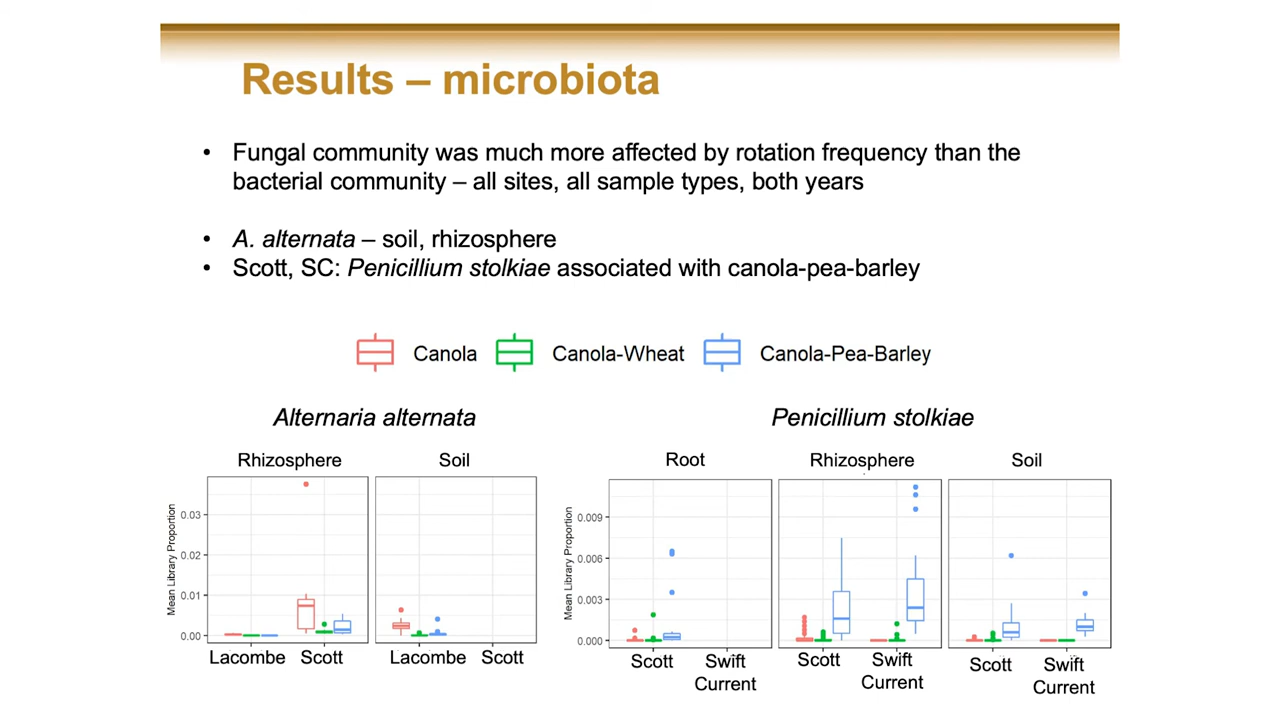 Results – microbiota
• Fungal community was much more affected by rotation frequency than the
bacterial community – all sites, all sample types, both years
• A. alternata – soil, rhizosphere
• Scott, SC: Penicillium stolkiae associated with canola-pea-barley
Canola Canola-Wheat Canola-Pea-Barley
Alternaria alternata
Rhizosphere Soil
Mean Library Proportion
0.03
0.02
0.01
0.00
Lacombe Scott Lacombe Scott
Penicillium stolkiae
Root Rhizosphere Soil
Mean Library Proportion
0.009
0.006
0.003
0.000
Scott Swift Scott Swift Scott Swift
Current Current Current